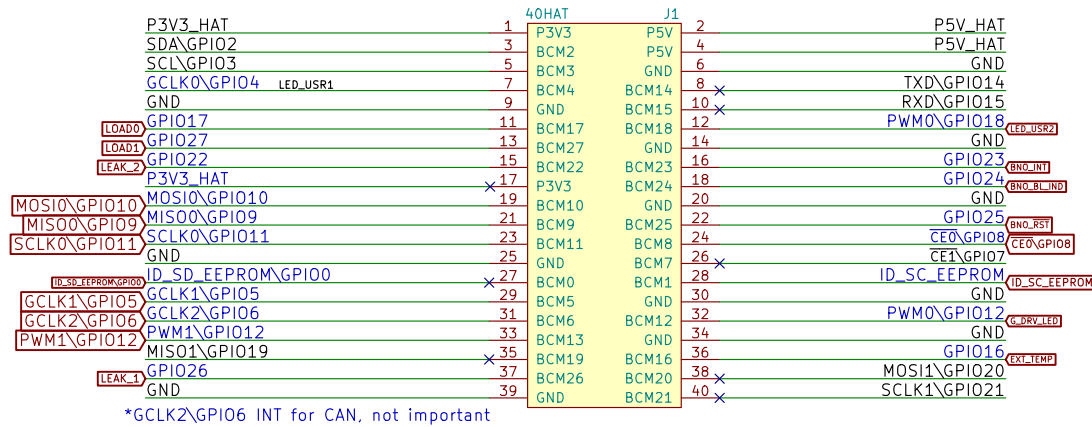 40HAT J1
P3V3_HAT 1 P3V3 P5V 2 P5V_HAT
SDA\GPIO2 3 BCM2 P5V 4 P5V_HAT
SCL\GPIO3 5 BCM3 GND 6 GND
GCLK0\GPIO4 LED_USR1 7 BCM4 BCM14 8 TXD\GPIO14
GND 9 GND BCM15 10 RXD\GPIO15
LOAD0 GPIO17 11 BCM17 BCM18 12 PWM0\GPIO18 LED_USR2
LOAD1 GPIO27 13 BCM27 GND 14 GND
LEAK_2 GPIO22 15 BCM22 BCM23 16 GPIO23 BNO_INT
P3V3_HAT 17 P3V3 BCM24 18 GPIO24 BNO_BL_IND
MOSI0\GPIO10 MOSI0\GPIO10 19 BCM10 GND 20 GND
MISO0\GPIO9 MISO0\GPIO9 21 BCM9 BCM25 22 GPIO25 BNO_RST
SCLK0\GPIO11 SCLK0\GPIO11 23 BCM11 BCM8 24 CE0\GPIO8 CE0\GPIO8
GND 25 GND BCM7 26 CE1\GPIO7
ID_SD_EEPROM\GPIO0 ID_SD_EEPROM\GPIO0 27 BCM0 BCM1 28 ID_SC_EEPROM ID_SC_EEPROM
GCLK1\GPIO5 GCLK1\GPIO5 29 BCM5 GND 30 GND
GCLK2\GPIO6 GCLK2\GPIO6 31 BCM6 BCM12 32 PWM0\GPIO12 G_DRV_LED
PWM1\GPIO12 PWM1\GPIO12 33 BCM13 GND 34 GND
MISO1\GPIO19 35 BCM19 BCM16 36 GPIO16 EXT_TEMP
LEAK_1 GPIO26 37 BCM26 BCM20 38 MOSI1\GPIO20
GND 39 GND BCM21 40 SCLK1\GPIO21
*GCLK2\GPIO6 INT for CAN, not important